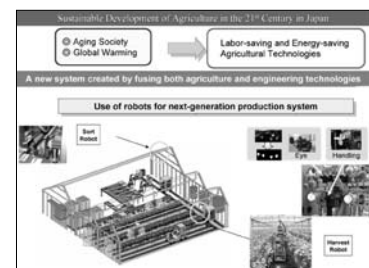 Sustainable Development of Agriculture in the 21st Century in Japan
Aging Society
Global Warming
Labor-saving and Energy-saving
Agricultural Technologies
A new system created by fusing both agriculture and engineering technologies
Use of robots for next-generation production system
Sort
Robot
Eye
Handling
Harvest
Robot